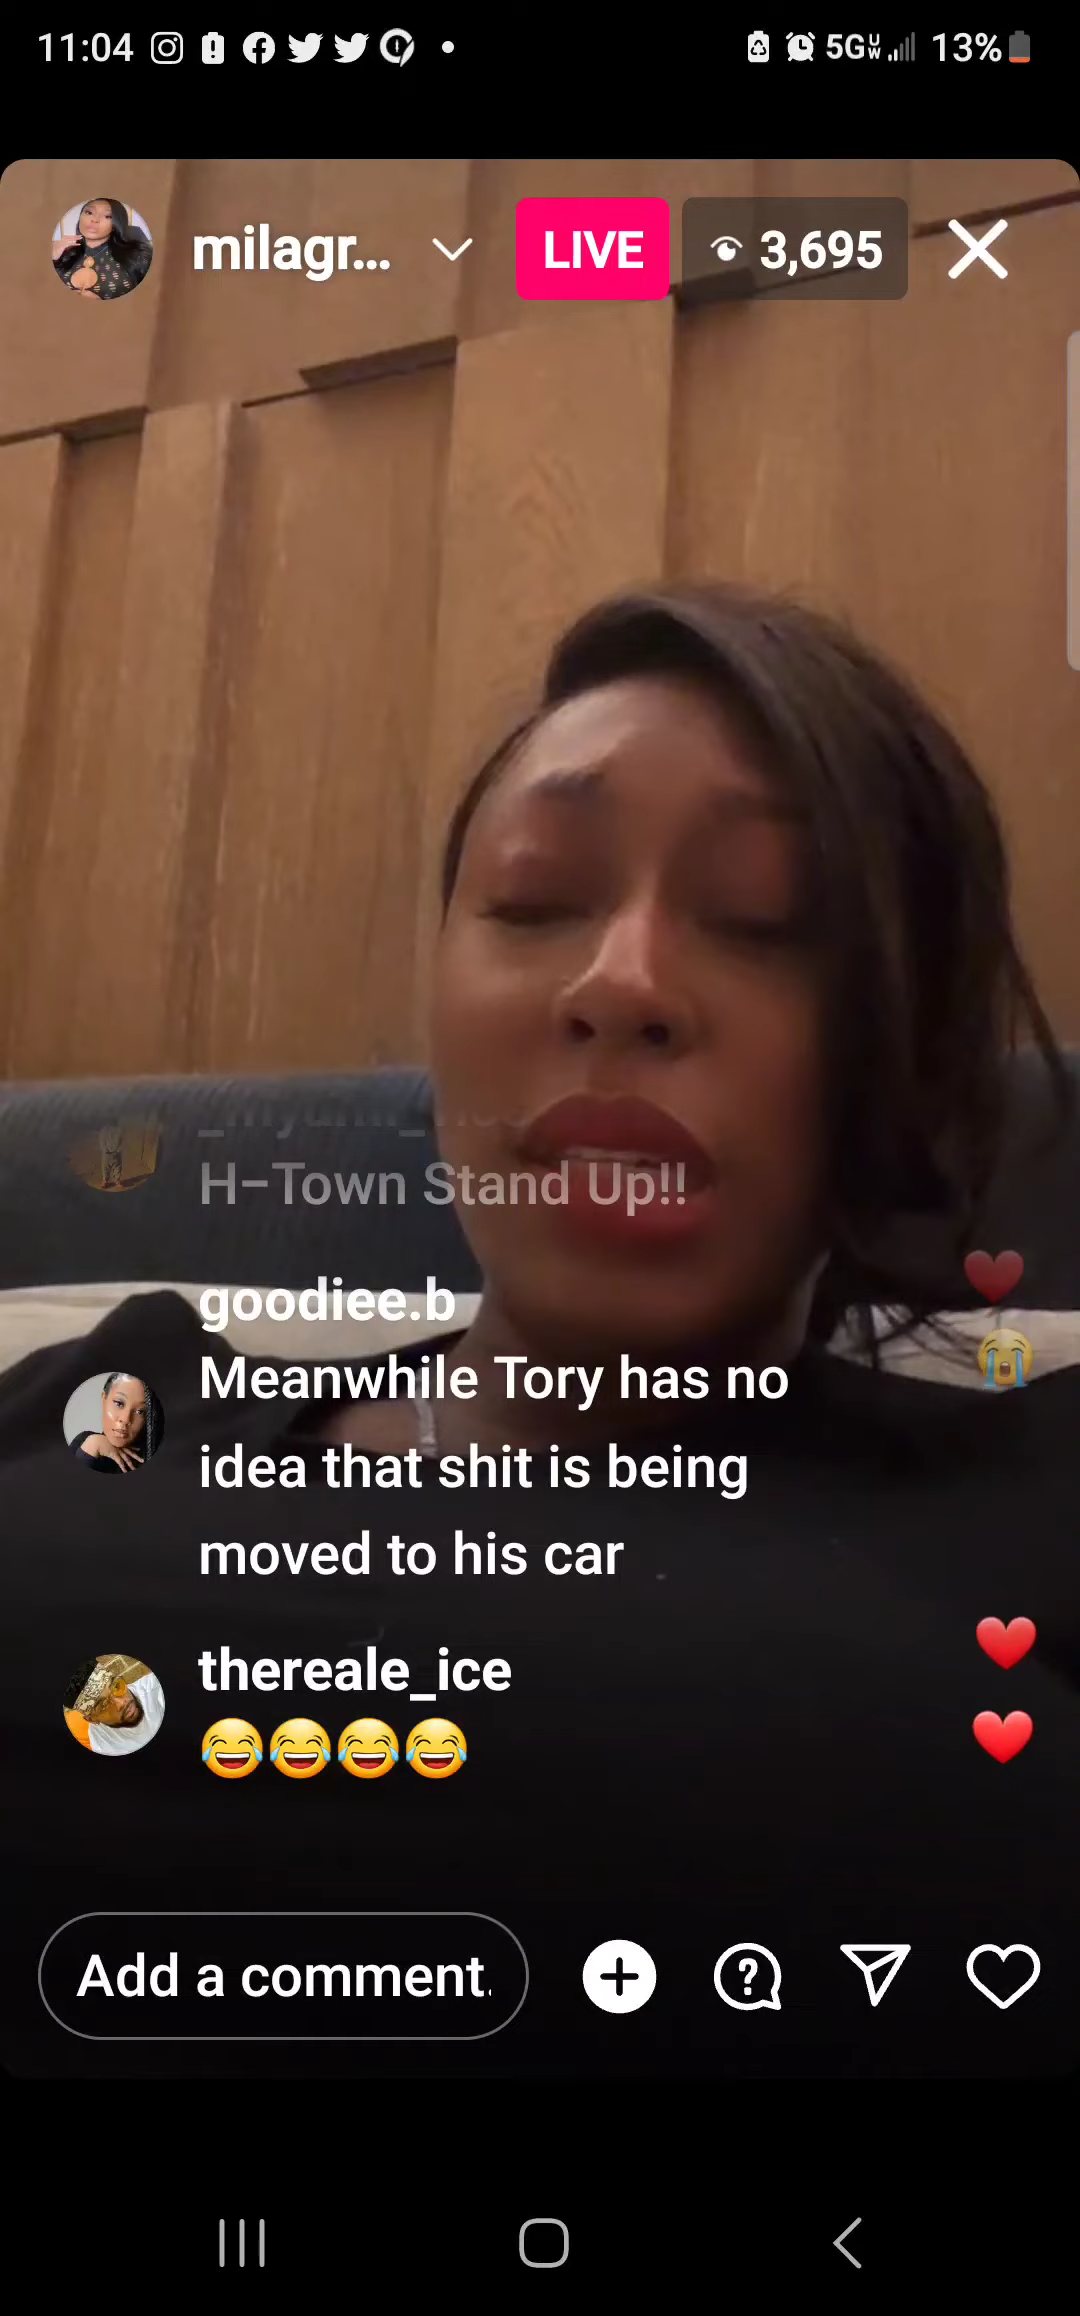 11:04
5G UW 13%
milagr...
LIVE
3,695
H-Town Stand Up!!
goodiee.b
Meanwhile Tory has no
idea that shit is being
moved to his car
thereale_ice
😂😂😂😂
Add a comment.